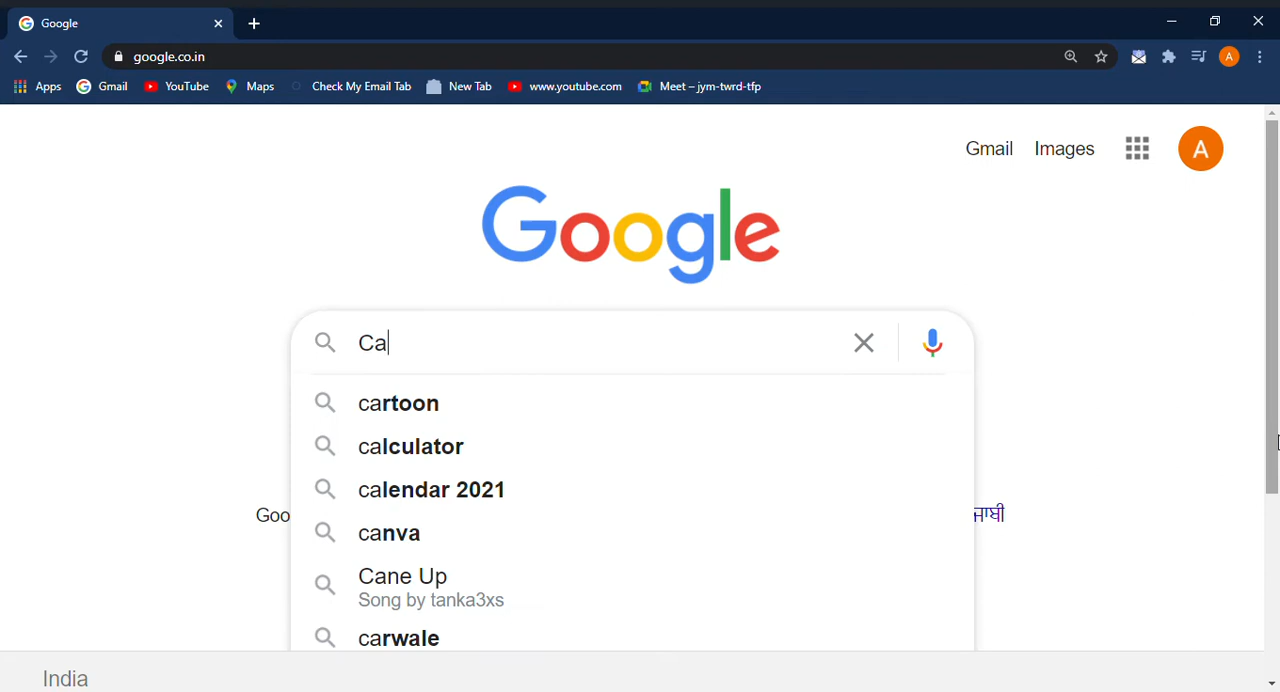 Google
google.co.in
A
Apps Gmail YouTube Maps Check My Email Tab New Tab www.youtube.com Meet – jym-twrd-tfp
Gmail Images A
Google
Ca
cartoon
calculator
calendar 2021
canva
Goo ਜਾਬੀ
Cane Up
Song by tanka3xs
carwale
India